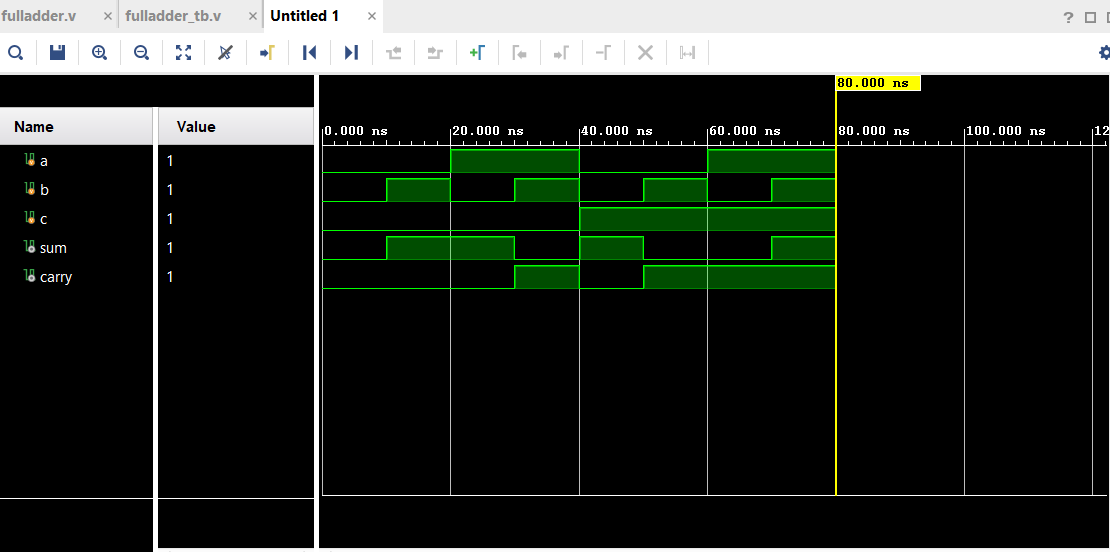 fulladder.v × fulladder_tb.v × Untitled 1 ×
?
80.000 ns
Name Value
0.000 ns 20.000 ns 40.000 ns 60.000 ns 80.000 ns 100.000 ns 12
a 1
b 1
c 1
sum 1
carry 1